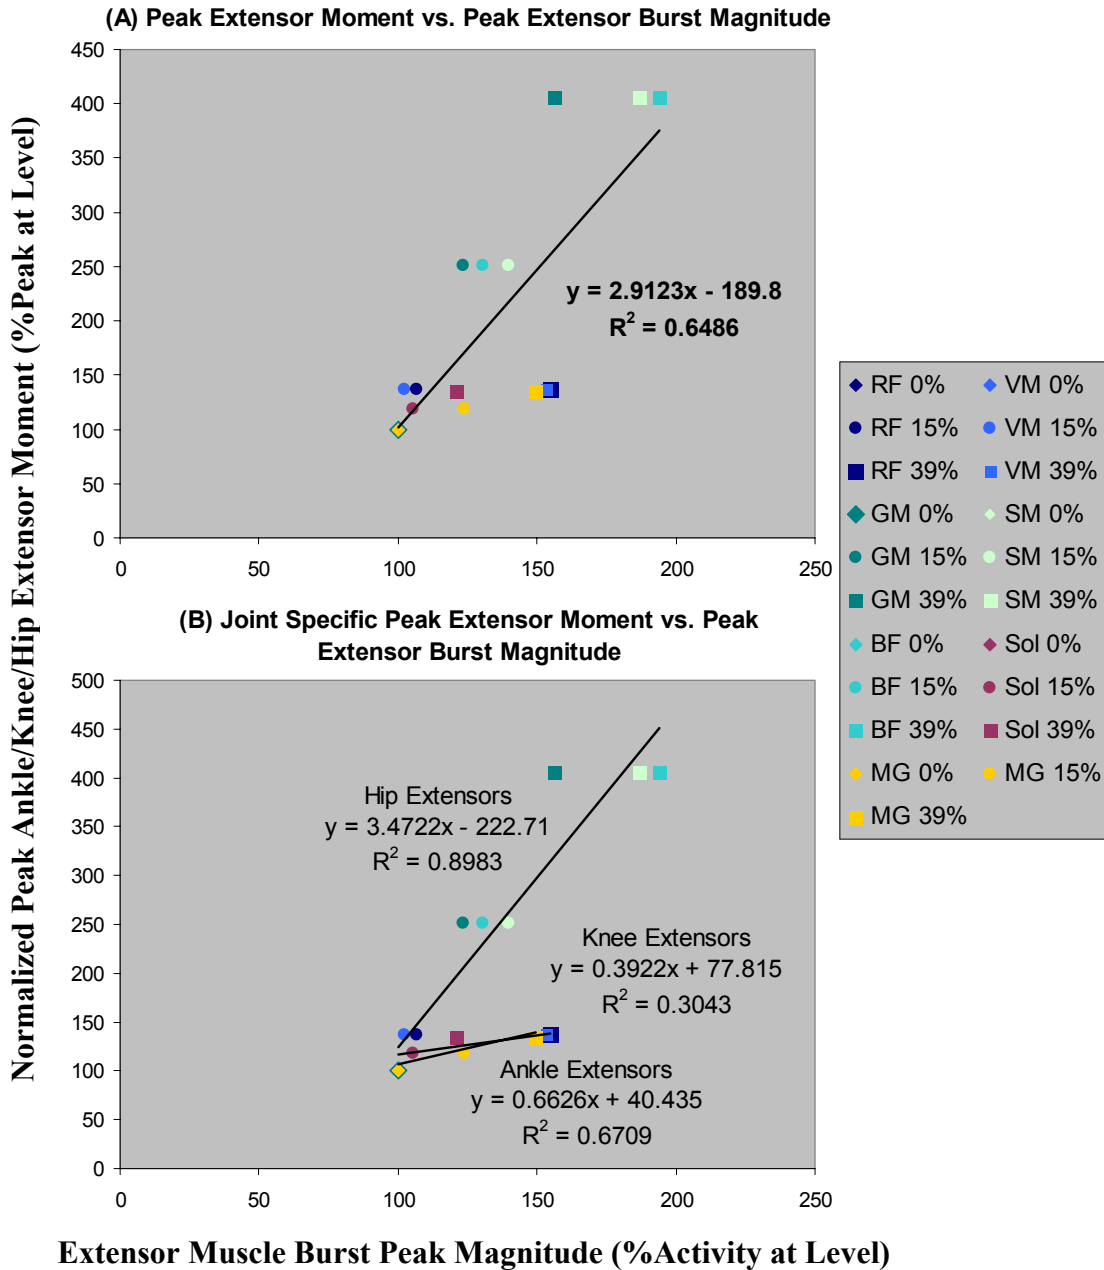 (A) Peak Extensor Moment vs. Peak Extensor Burst Magnitude
Normalized Peak Ankle/Knee/Hip Extensor Moment (%Peak at Level)
450
400
350
300
250
200
150
100
50
0
y = 2.9123x - 189.8
R² = 0.6486
0 100 150 200 250
(B) Joint Specific Peak Extensor Moment vs. Peak
Extensor Burst Magnitude
500
450
400
350
300
250
200
150
100
50
0
Hip Extensors
y = 3.4722x - 222.71
R² = 0.8983
Knee Extensors
y = 0.3922x + 77.815
R² = 0.3043
Ankle Extensors
y = 0.6626x + 40.435
R² = 0.6709
0 100 150 200 250
Extensor Muscle Burst Peak Magnitude (%Activity at Level)
RF 0% VM 0%
RF 15% VM 15%
RF 39% VM 39%
GM 0% SM 0%
GM 15% SM 15%
GM 39% SM 39%
BF 0% Sol 0%
BF 15% Sol 15%
BF 39% Sol 39%
MG 0% MG 15%
MG 39%